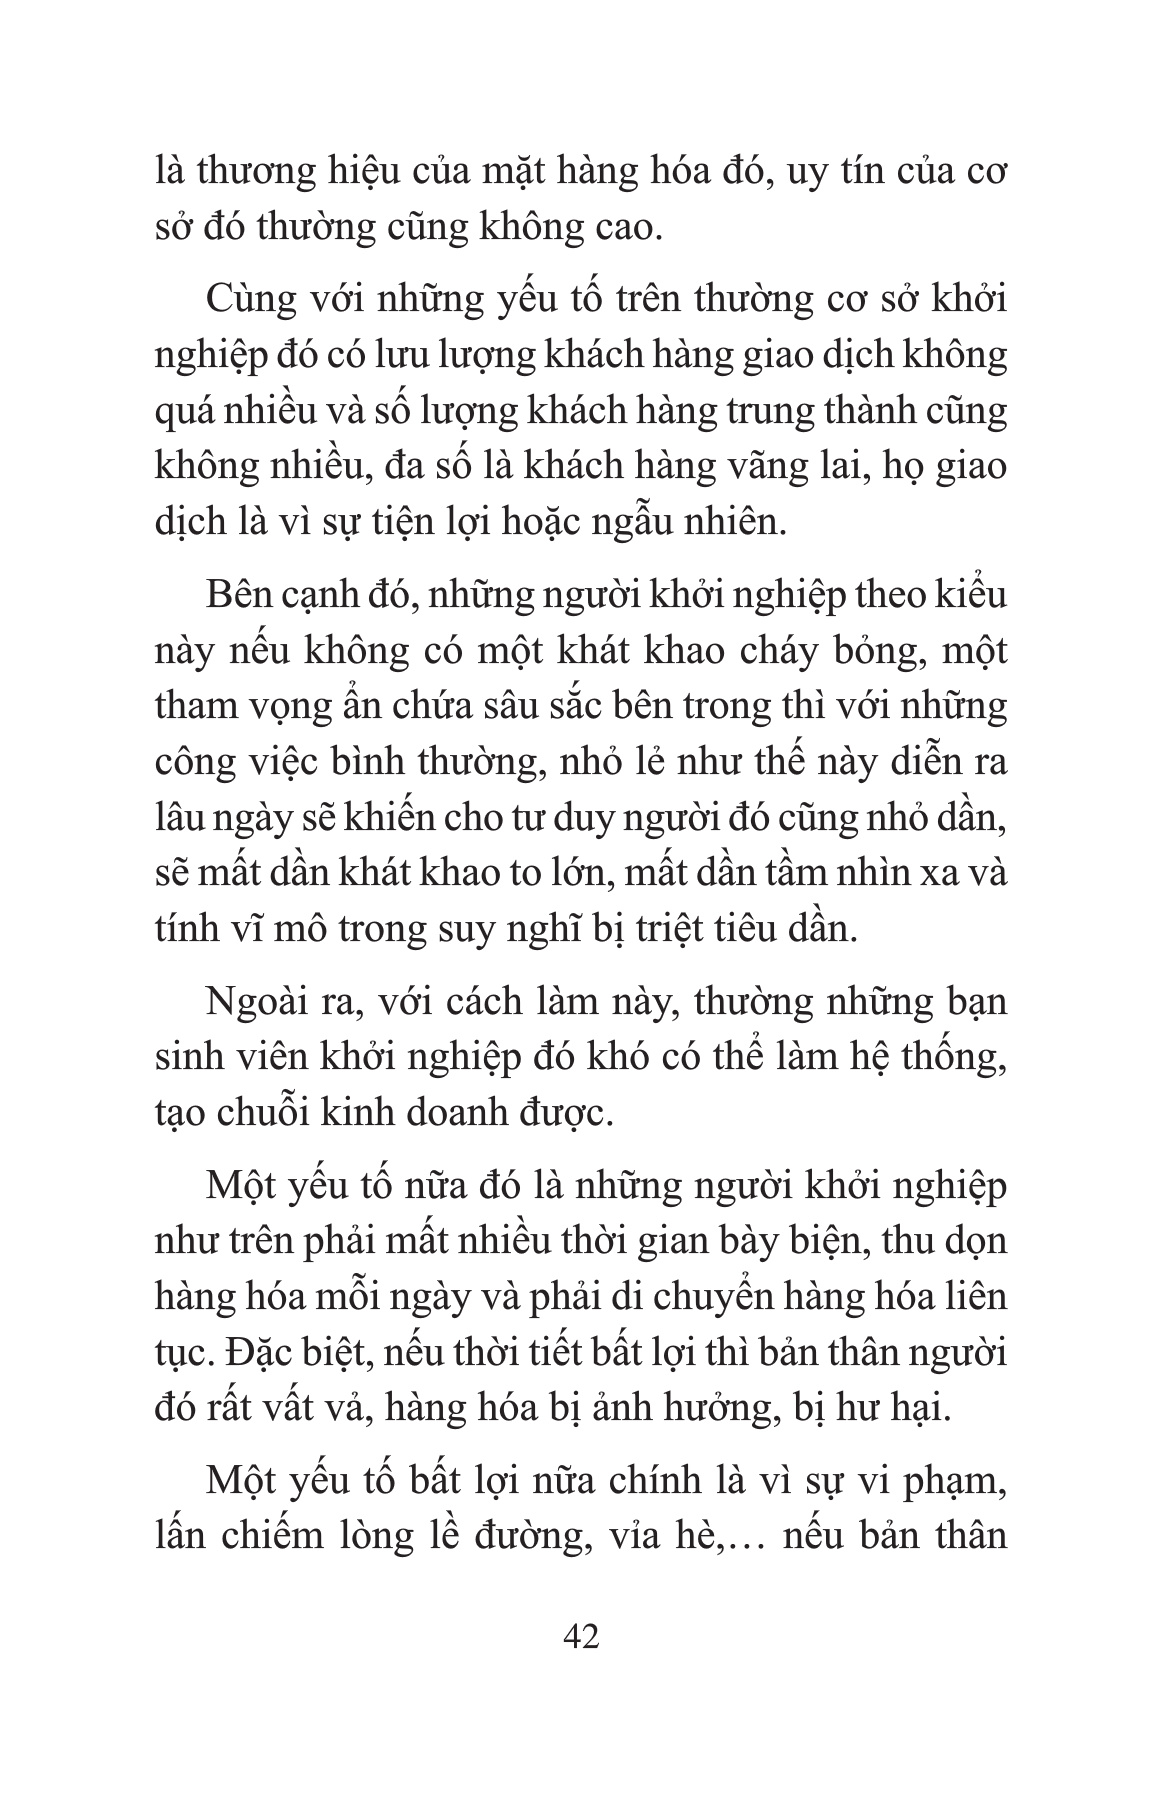 là thương hiệu của mặt hàng hóa đó, uy tín của cơ
sở đó thường cũng không cao.
Cùng với những yếu tố trên thường cơ sở khởi
nghiệp đó có lưu lượng khách hàng giao dịch không
quá nhiều và số lượng khách hàng trung thành cũng
không nhiều, đa số là khách hàng vãng lai, họ giao
dịch là vì sự tiện lợi hoặc ngẫu nhiên.
Bên cạnh đó, những người khởi nghiệp theo kiểu
này nếu không có một khát khao cháy bỏng, một
tham vọng ẩn chứa sâu sắc bên trong thì với những
công việc bình thường, nhỏ lẻ như thế này diễn ra
lâu ngày sẽ khiến cho tư duy người đó cũng nhỏ dần,
sẽ mất dần khát khao to lớn, mất dần tầm nhìn xa và
tính vĩ mô trong suy nghĩ bị triệt tiêu dần.
Ngoài ra, với cách làm này, thường những bạn
sinh viên khởi nghiệp đó khó có thể làm hệ thống,
tạo chuỗi kinh doanh được.
Một yếu tố nữa đó là những người khởi nghiệp
như trên phải mất nhiều thời gian bày biện, thu dọn
hàng hóa mỗi ngày và phải di chuyển hàng hóa liên
tục. Đặc biệt, nếu thời tiết bất lợi thì bản thân người
đó rất vất vả, hàng hóa bị ảnh hưởng, bị hư hại.
Một yếu tố bất lợi nữa chính là vì sự vi phạm,
lấn chiếm lòng lề đường, vỉa hè,… nếu bản thân
42